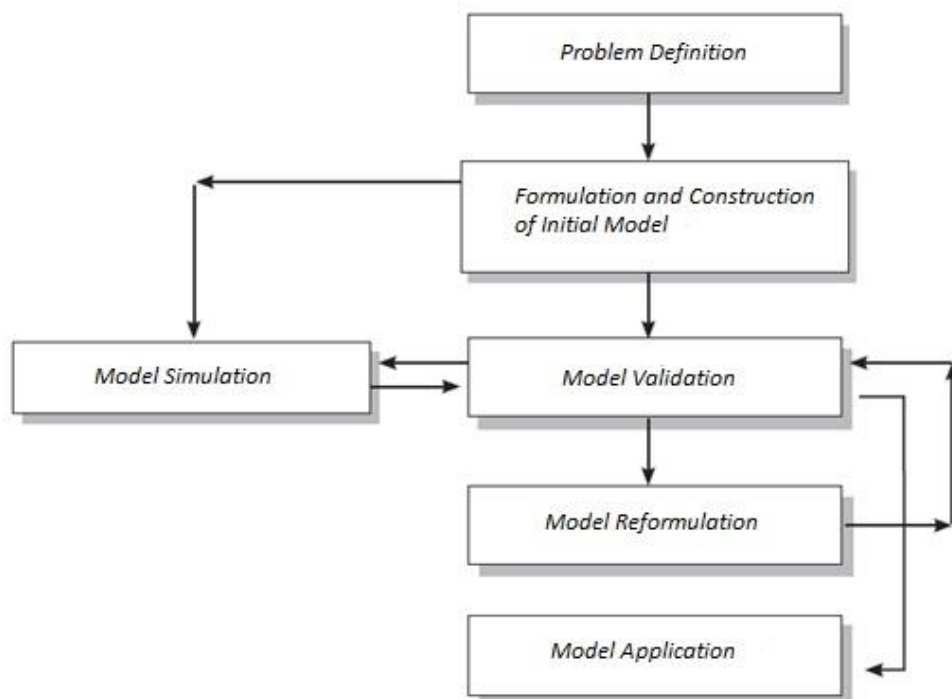 Problem Definition
Formulation and Construction
of Initial Model
Model Simulation
Model Validation
Model Reformulation
Model Application